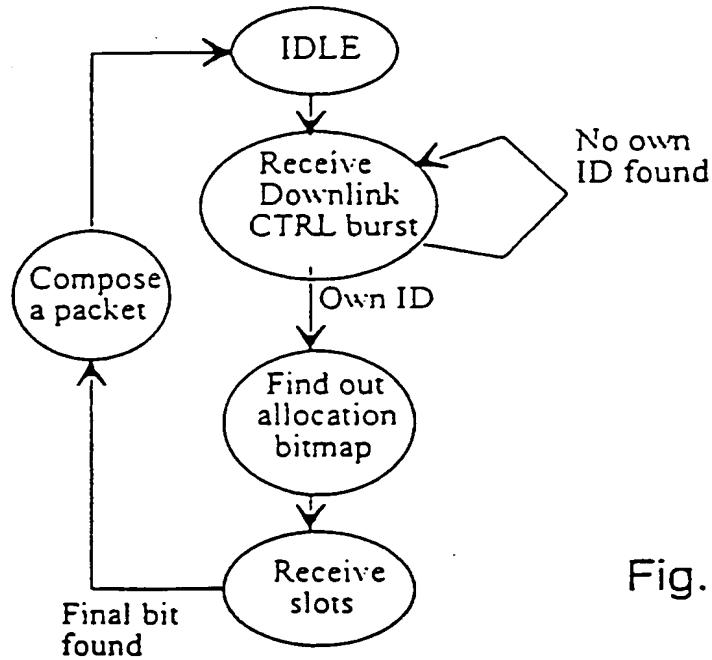 IDLE
Receive
Downlink
CTRL burst
No own
ID found
Own ID
Compose
a packet
Find out
allocation
bitmap
Receive
slots
Final bit
found
Fig.